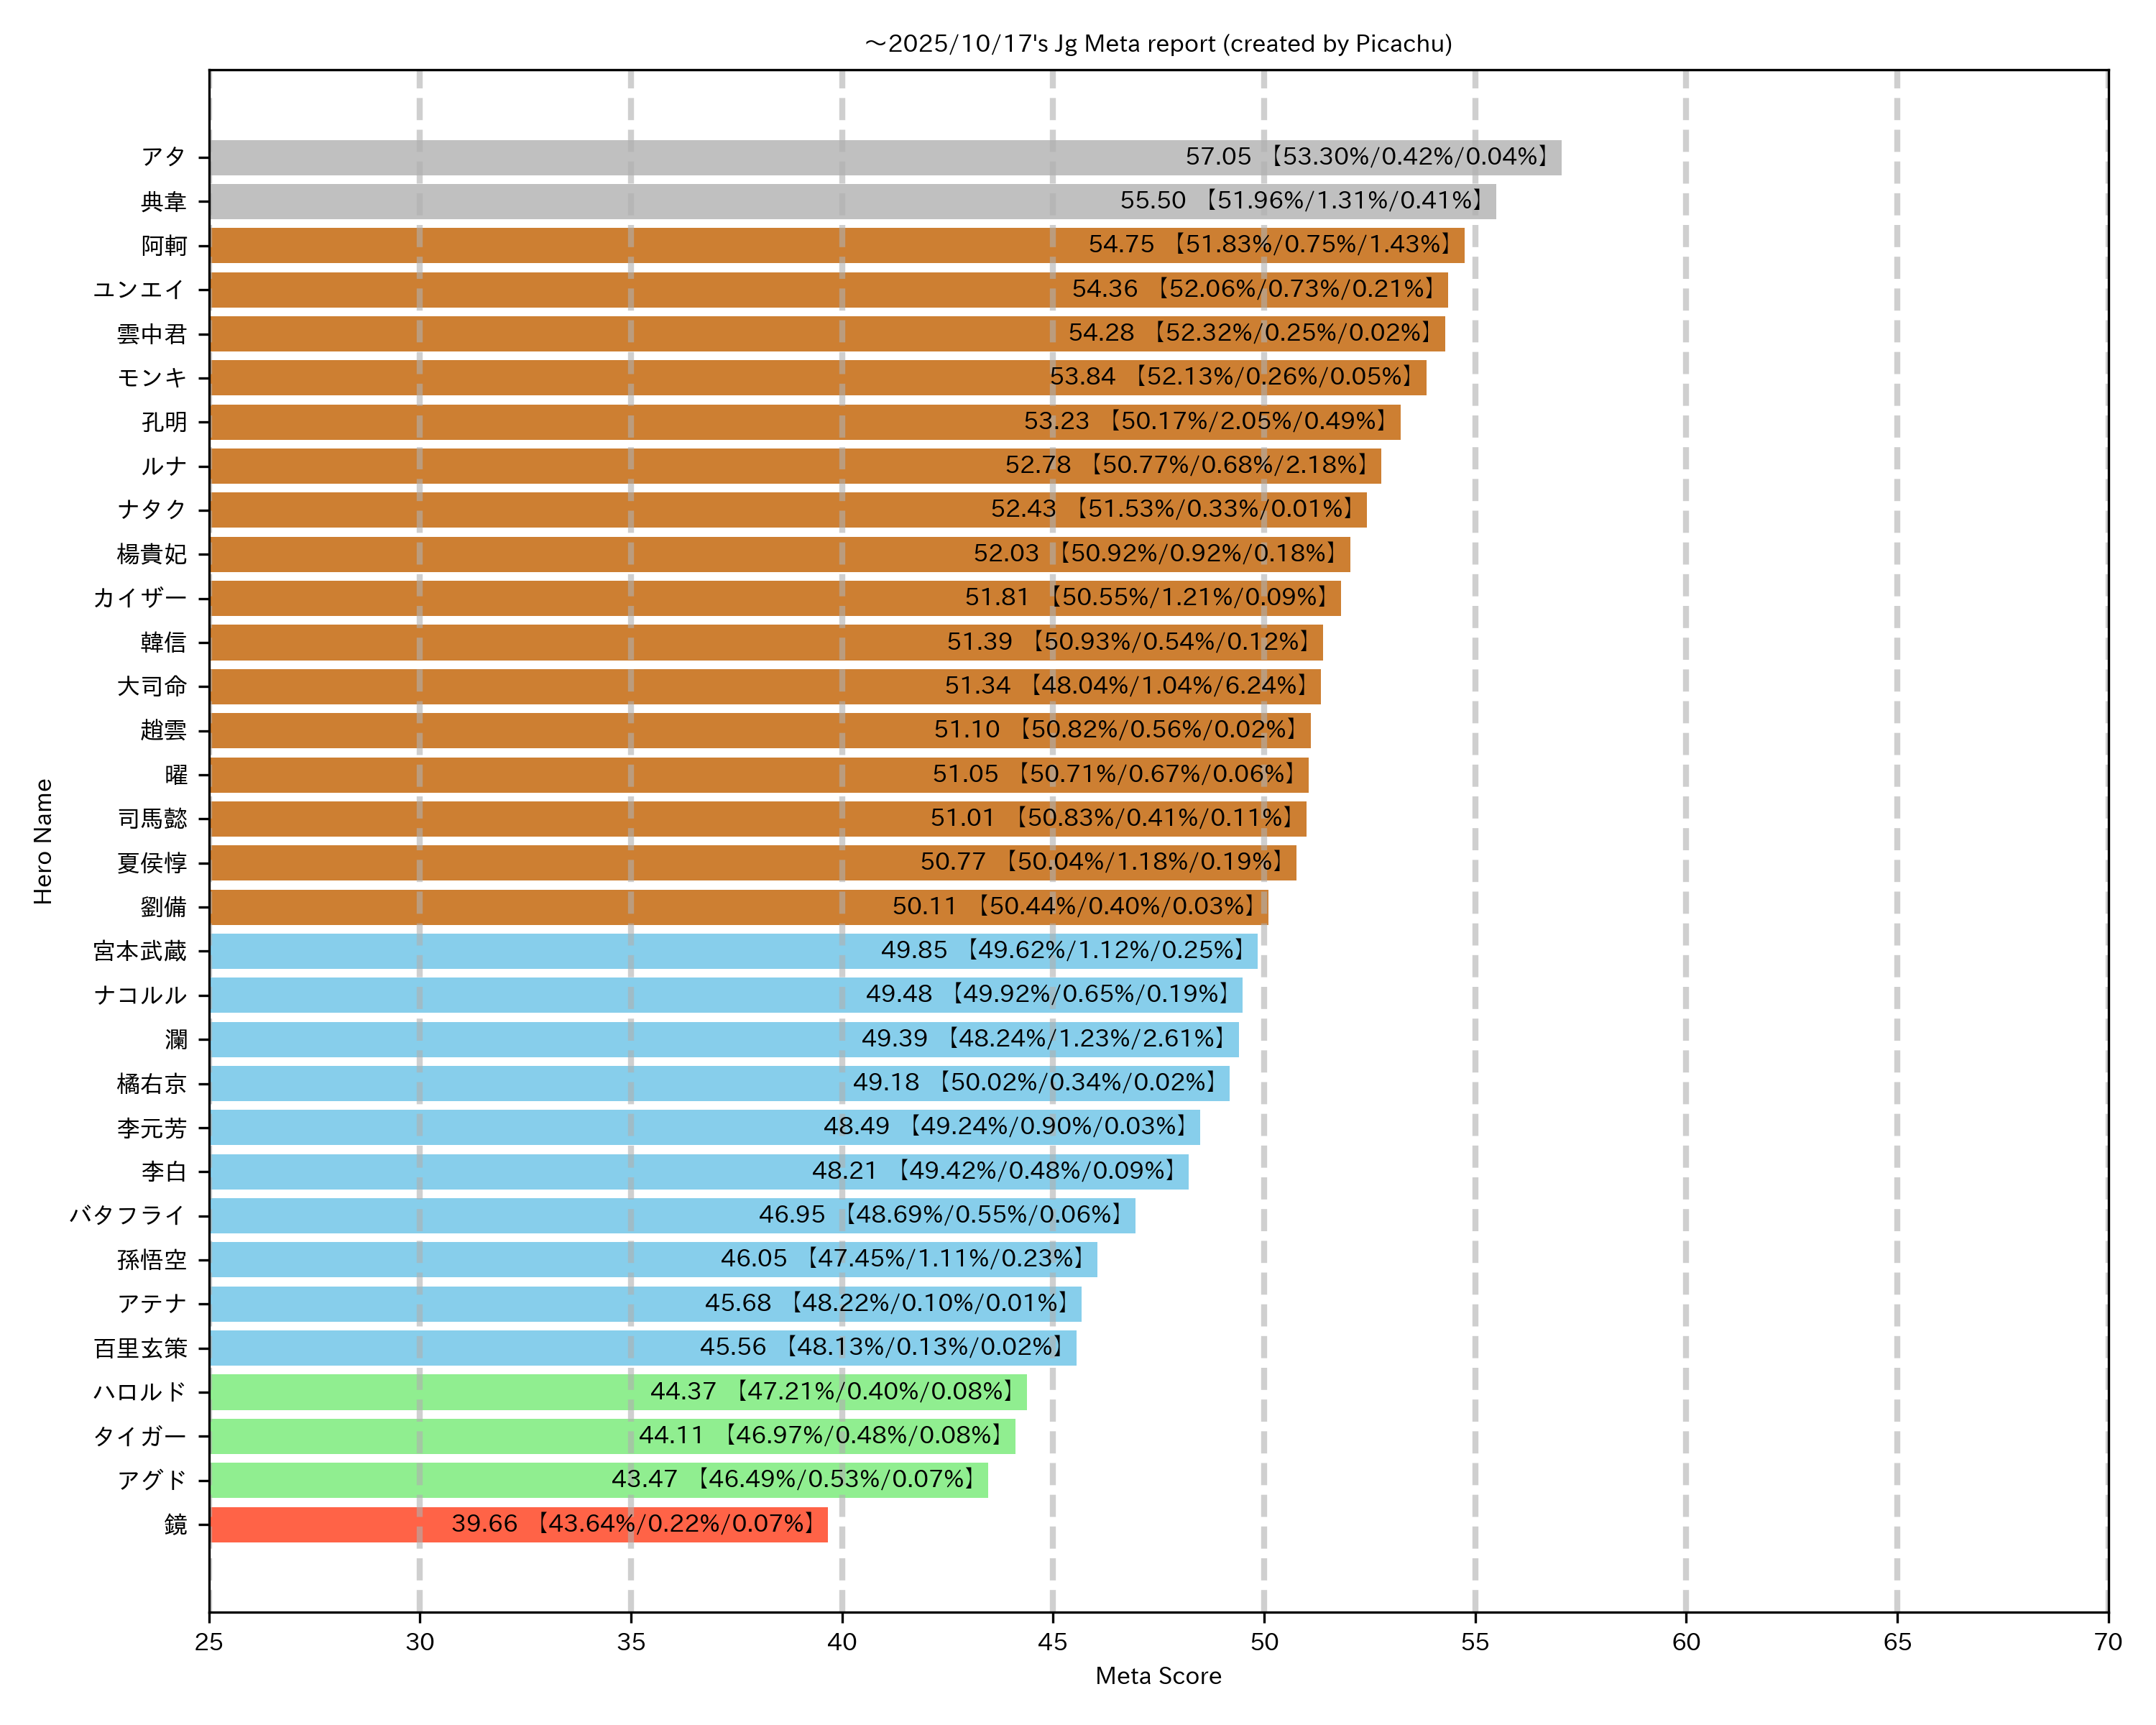 ～2025/10/17's Jg Meta report (created by Picachu)
アタ 57.05 【53.30%/0.42%/0.04%】
典韋 55.50 【51.96%/1.31%/0.41%】
阿軻 54.75 【51.83%/0.75%/1.43%】
ユンエイ 54.36 【52.06%/0.73%/0.21%】
雲中君 54.28 【52.32%/0.25%/0.02%】
モンキ 53.84 【52.13%/0.26%/0.05%】
孔明 53.23 【50.17%/2.05%/0.49%】
ルナ 52.78 【50.77%/0.68%/2.18%】
ナタク 52.43 【51.53%/0.33%/0.01%】
楊貴妃 52.03 【50.92%/0.92%/0.18%】
カイザー 51.81 【50.55%/1.21%/0.09%】
韓信 51.39 【50.93%/0.54%/0.12%】
大司命 51.34 【48.04%/1.04%/6.24%】
趙雲 51.10 【50.82%/0.56%/0.02%】
曜 51.05 【50.71%/0.67%/0.06%】
司馬懿 51.01 【50.83%/0.41%/0.11%】
夏侯惇 50.77 【50.04%/1.18%/0.19%】
劉備 50.11 【50.44%/0.40%/0.03%】
宮本武蔵 49.85 【49.62%/1.12%/0.25%】
ナコルル 49.48 【49.92%/0.65%/0.19%】
瀾 49.39 【48.24%/1.23%/2.61%】
橘右京 49.18 【50.02%/0.34%/0.02%】
李元芳 48.49 【49.24%/0.90%/0.03%】
李白 48.21 【49.42%/0.48%/0.09%】
バタフライ 46.95 【48.69%/0.55%/0.06%】
孫悟空 46.05 【47.45%/1.11%/0.23%】
アテナ 45.68 【48.22%/0.10%/0.01%】
百里玄策 45.56 【48.13%/0.13%/0.02%】
ハロルド 44.37 【47.21%/0.40%/0.08%】
タイガー 44.11 【46.97%/0.48%/0.08%】
アグド 43.47 【46.49%/0.53%/0.07%】
鏡 39.66 【43.64%/0.22%/0.07%】
Hero Name
25 30 35 40 45 50 55 60 65 70
Meta Score